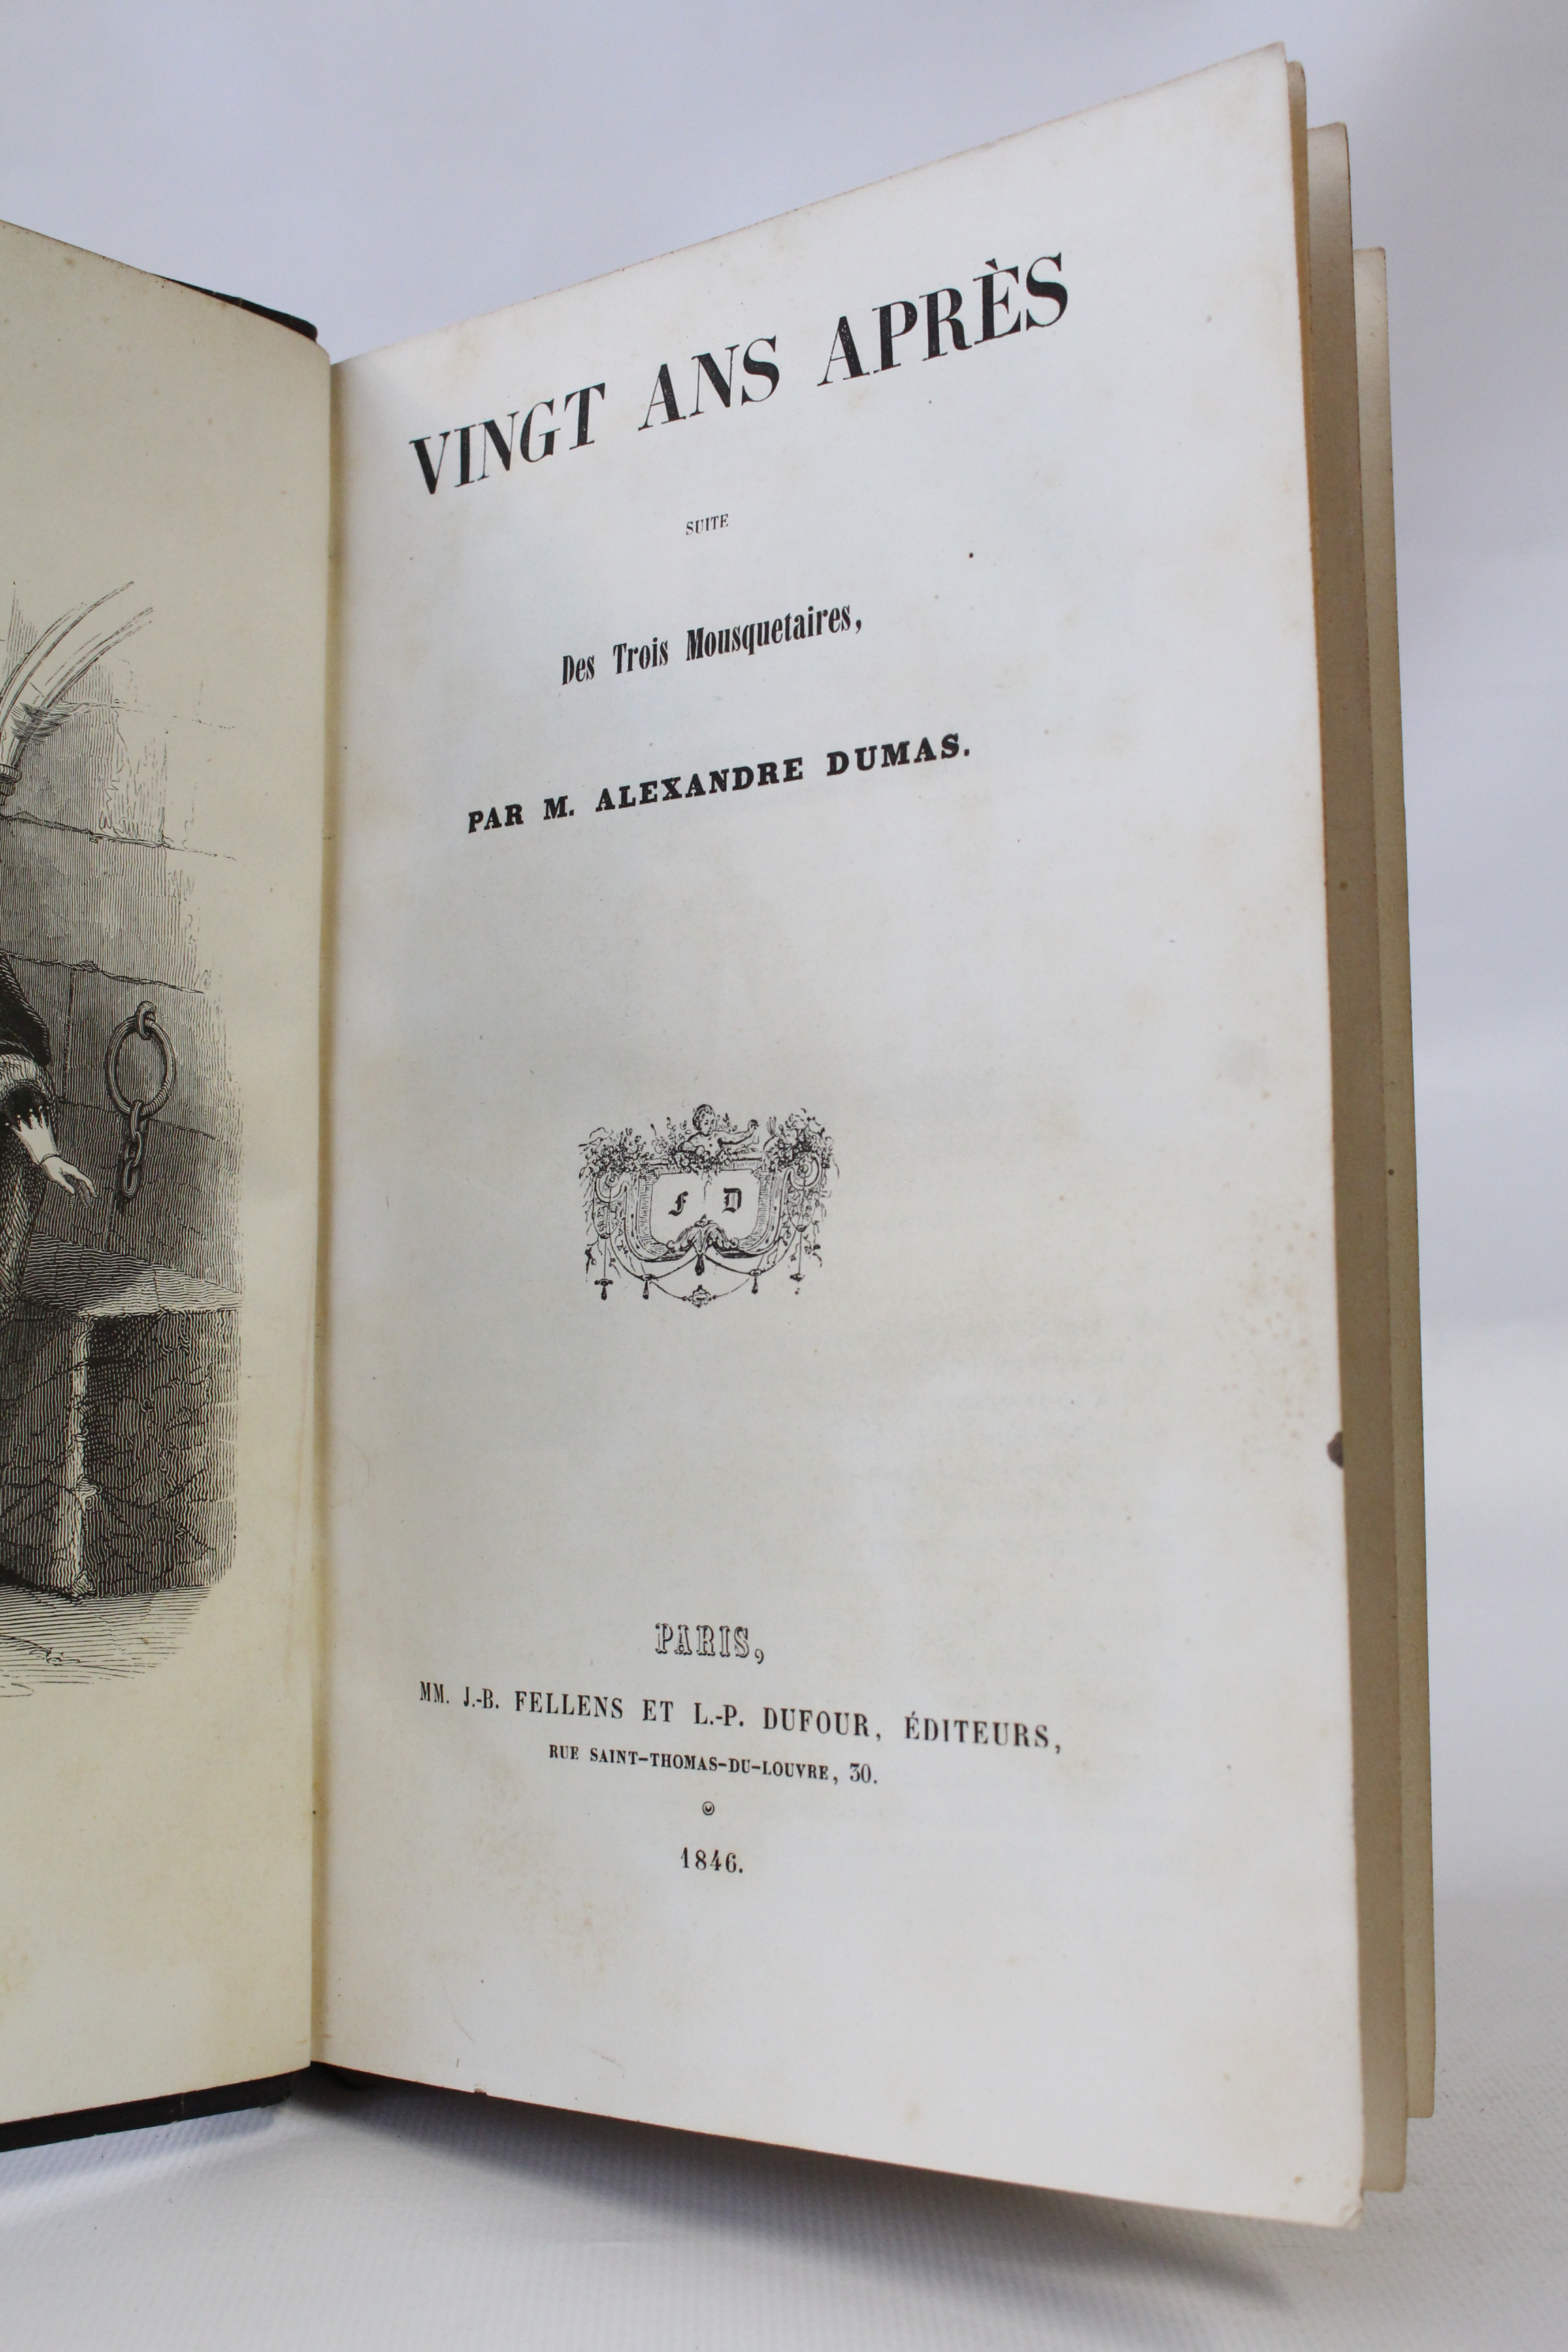 VINGT ANS APRÈS
SUITE
Des Trois Mousquetaires,
PAR M. ALEXANDRE DUMAS.
F D
PARIS,
MM. J.-B. FELLENS ET L.-P. DUFOUR, ÉDITEURS,
RUE SAINT-THOMAS-DU-LOUVRE, 30.
1846.